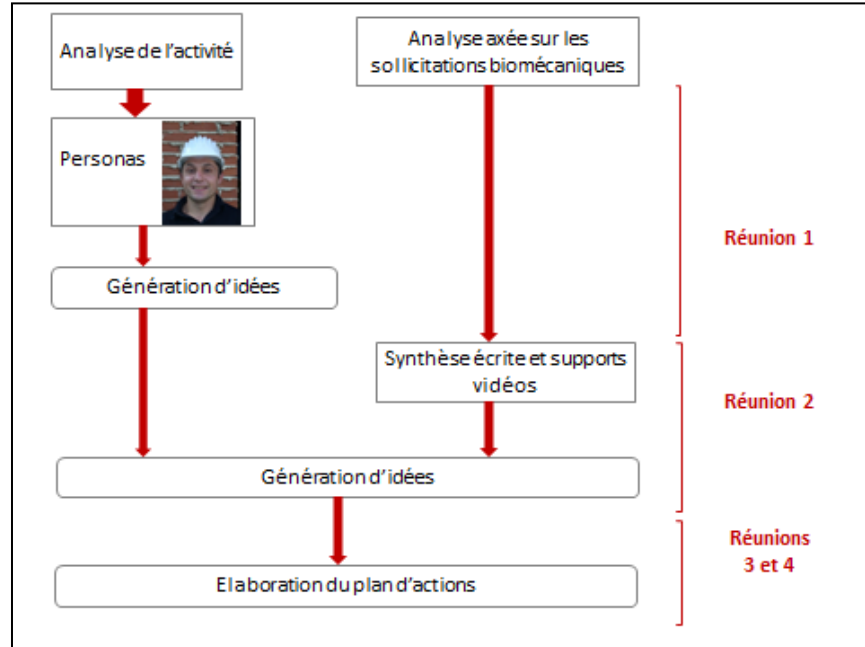 Analyse de l'activité
Analyse axée sur les
sollicitations biomécaniques
Personas
Réunion 1
Génération d'idées
Synthèse écrite et supports
vidéos
Réunion 2
Génération d'idées
Réunions
3 et 4
Elaboration du plan d'actions